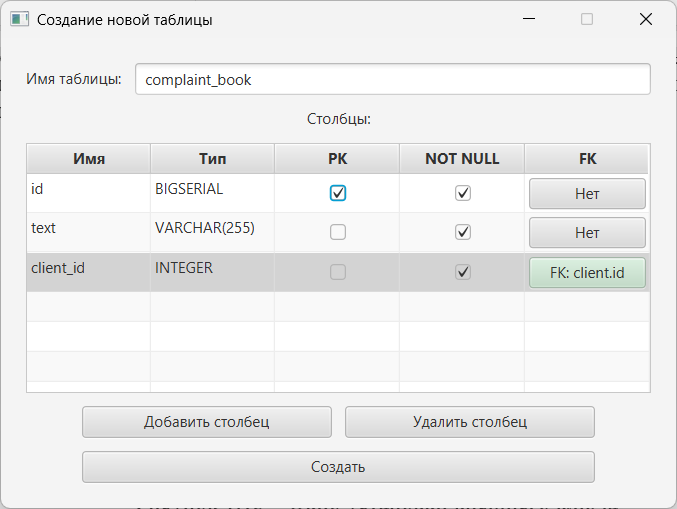 Создание новой таблицы
Имя таблицы: complaint_book
Столбцы:
Имя Тип PK NOT NULL FK
id BIGSERIAL Нет
text VARCHAR(255) Нет
client_id INTEGER FK: client.id
Добавить столбец Удалить столбец
Создать